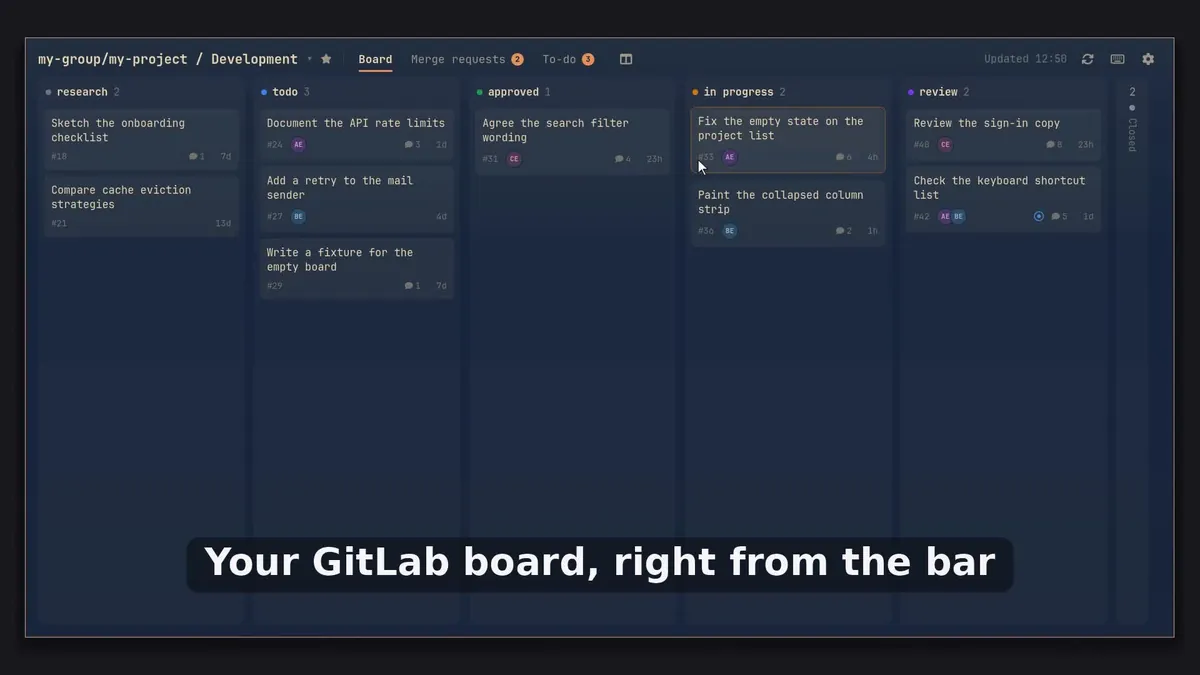 my-group/my-project / Development
Board
Merge requests 2
To-do 3
Updated 12:50
research 2
Sketch the onboarding
checklist
#18
1
7d
Compare cache eviction
strategies
#21
13d
todo 3
Document the API rate limits
#24 AE
3
1d
Add a retry to the mail
sender
#27 BE
4d
Write a fixture for the
empty board
#29
1
7d
approved 1
Agree the search filter
wording
#31 CE
4
23h
in progress 2
Fix the empty state on the
project list
#33 AE
6
4h
Paint the collapsed column
strip
#36 BE
2
1h
review 2
Review the sign-in copy
#40 CE
8
23h
Check the keyboard shortcut
list
#42 AE BE
5
1d
2
Closed
Your GitLab board, right from the bar